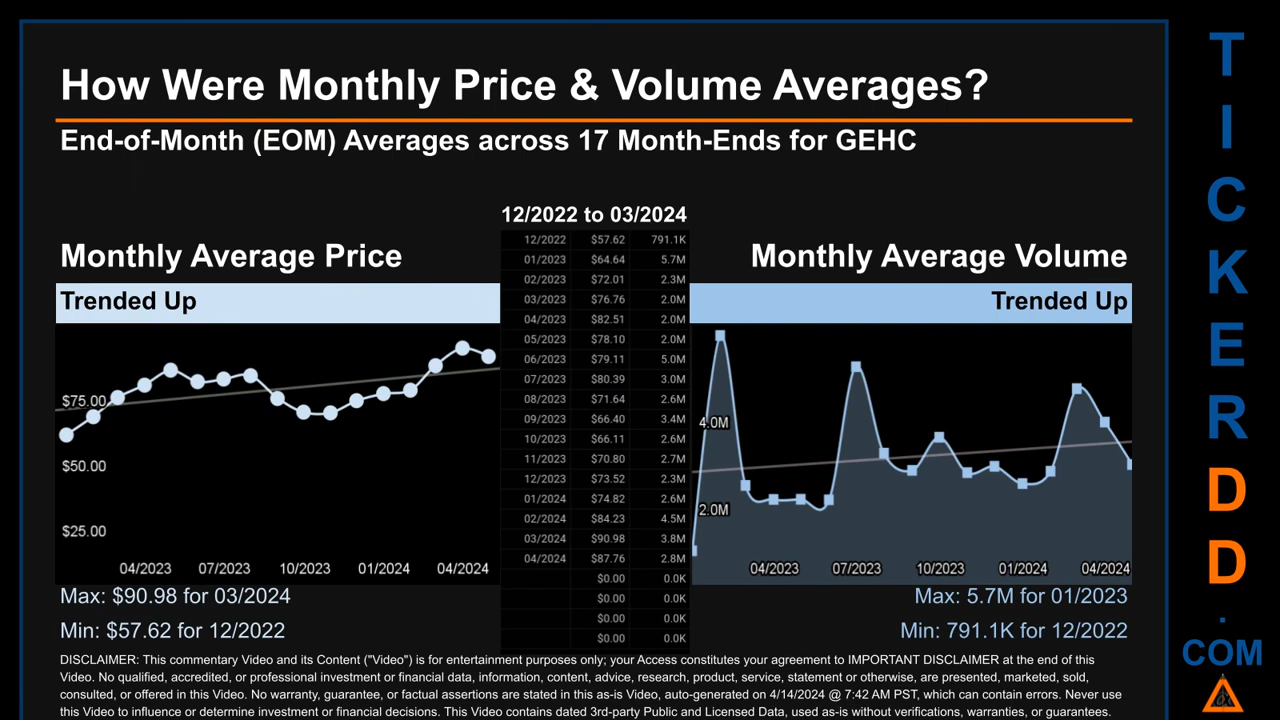 How Were Monthly Price & Volume Averages?
End-of-Month (EOM) Averages across 17 Month-Ends for GEHC
12/2022 to 03/2024
Monthly Average Price
Trended Up
$75.00
$50.00
$25.00
04/2023 07/2023 10/2023 01/2024 04/2024
Max: $90.98 for 03/2024
Min: $57.62 for 12/2022
12/2022 $57.62 791.1K
01/2023 $64.64 5.7M
02/2023 $72.01 2.3M
03/2023 $76.76 2.0M
04/2023 $82.51 2.0M
05/2023 $78.10 2.0M
06/2023 $79.11 5.0M
07/2023 $80.39 3.0M
08/2023 $71.64 2.6M
09/2023 $66.40 3.4M
10/2023 $66.11 2.6M
11/2023 $70.80 2.7M
12/2023 $73.52 2.3M
01/2024 $74.82 2.6M
02/2024 $84.23 4.5M
03/2024 $90.98 3.8M
04/2024 $87.76 2.8M
$0.00 0.0K
$0.00 0.0K
$0.00 0.0K
$0.00 0.0K
Monthly Average Volume
Trended Up
4.0M
2.0M
04/2023 07/2023 10/2023 01/2024 04/2024
Max: 5.7M for 01/2023
Min: 791.1K for 12/2022
DISCLAIMER: This commentary Video and its Content ("Video") is for entertainment purposes only; your Access constitutes your agreement to IMPORTANT DISCLAIMER at the end of this
Video. No qualified, accredited, or professional investment or financial data, information, content, advice, research, product, service, statement or otherwise, are presented, marketed, sold,
consulted, or offered in this Video. No warranty, guarantee, or factual assertions are stated in this as-is Video, auto-generated on 4/14/2024 @ 7:42 AM PST, which can contain errors. Never use
this Video to influence or determine investment or financial decisions. This Video contains dated 3rd-party Public and Licensed Data, used as-is without verifications, warranties, or guarantees.
T
I
C
K
E
R
D
D
.
COM